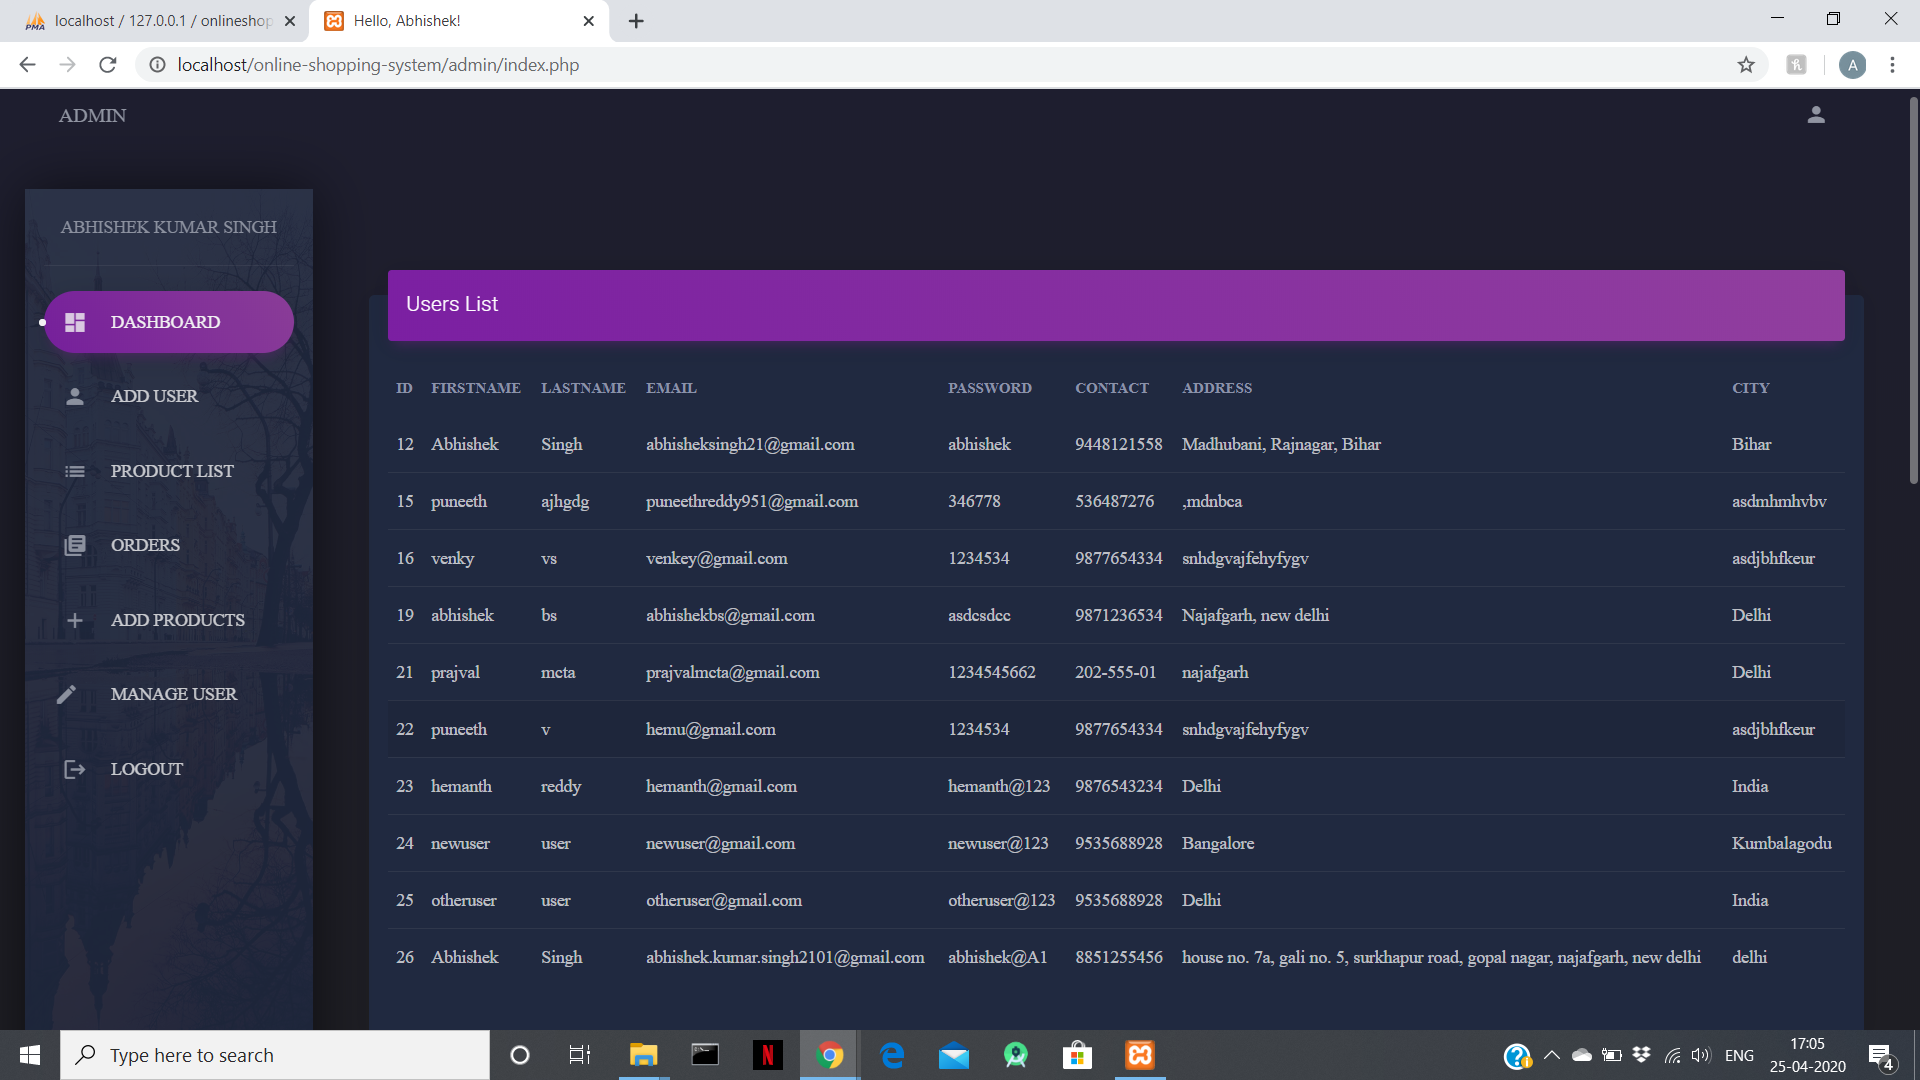 localhost / 127.0.0.1 / onlineshop
Hello, Abhishek!
localhost/online-shopping-system/admin/index.php
A
ADMIN
ABHISHEK KUMAR SINGH
DASHBOARD
ADD USER
PRODUCT LIST
ORDERS
ADD PRODUCTS
MANAGE USER
LOGOUT
Users List
ID FIRSTNAME LASTNAME EMAIL PASSWORD CONTACT ADDRESS CITY
12 Abhishek Singh abhisheksingh21@gmail.com abhishek 9448121558 Madhubani, Rajnagar, Bihar Bihar
15 puneeth ajhgdg puneethreddy951@gmail.com 346778 536487276 ,mdnbca asdmhmhvbv
16 venky vs venkey@gmail.com 1234534 9877654334 snhdgvajfehyfygv asdjbhfkeur
19 abhishek bs abhishekbs@gmail.com asdcsdcc 9871236534 Najafgarh, new delhi Delhi
21 prajval mcta prajvalmcta@gmail.com 1234545662 202-555-01 najafgarh Delhi
22 puneeth v hemu@gmail.com 1234534 9877654334 snhdgvajfehyfygv asdjbhfkeur
23 hemanth reddy hemanth@gmail.com hemanth@123 9876543234 Delhi India
24 newuser user newuser@gmail.com newuser@123 9535688928 Bangalore Kumbalagodu
25 otheruser user otheruser@gmail.com otheruser@123 9535688928 Delhi India
26 Abhishek Singh abhishek.kumar.singh2101@gmail.com abhishek@A1 8851255456 house no. 7a, gali no. 5, surkhapur road, gopal nagar, najafgarh, new delhi delhi
Type here to search
ENG
17:05
25-04-2020
4